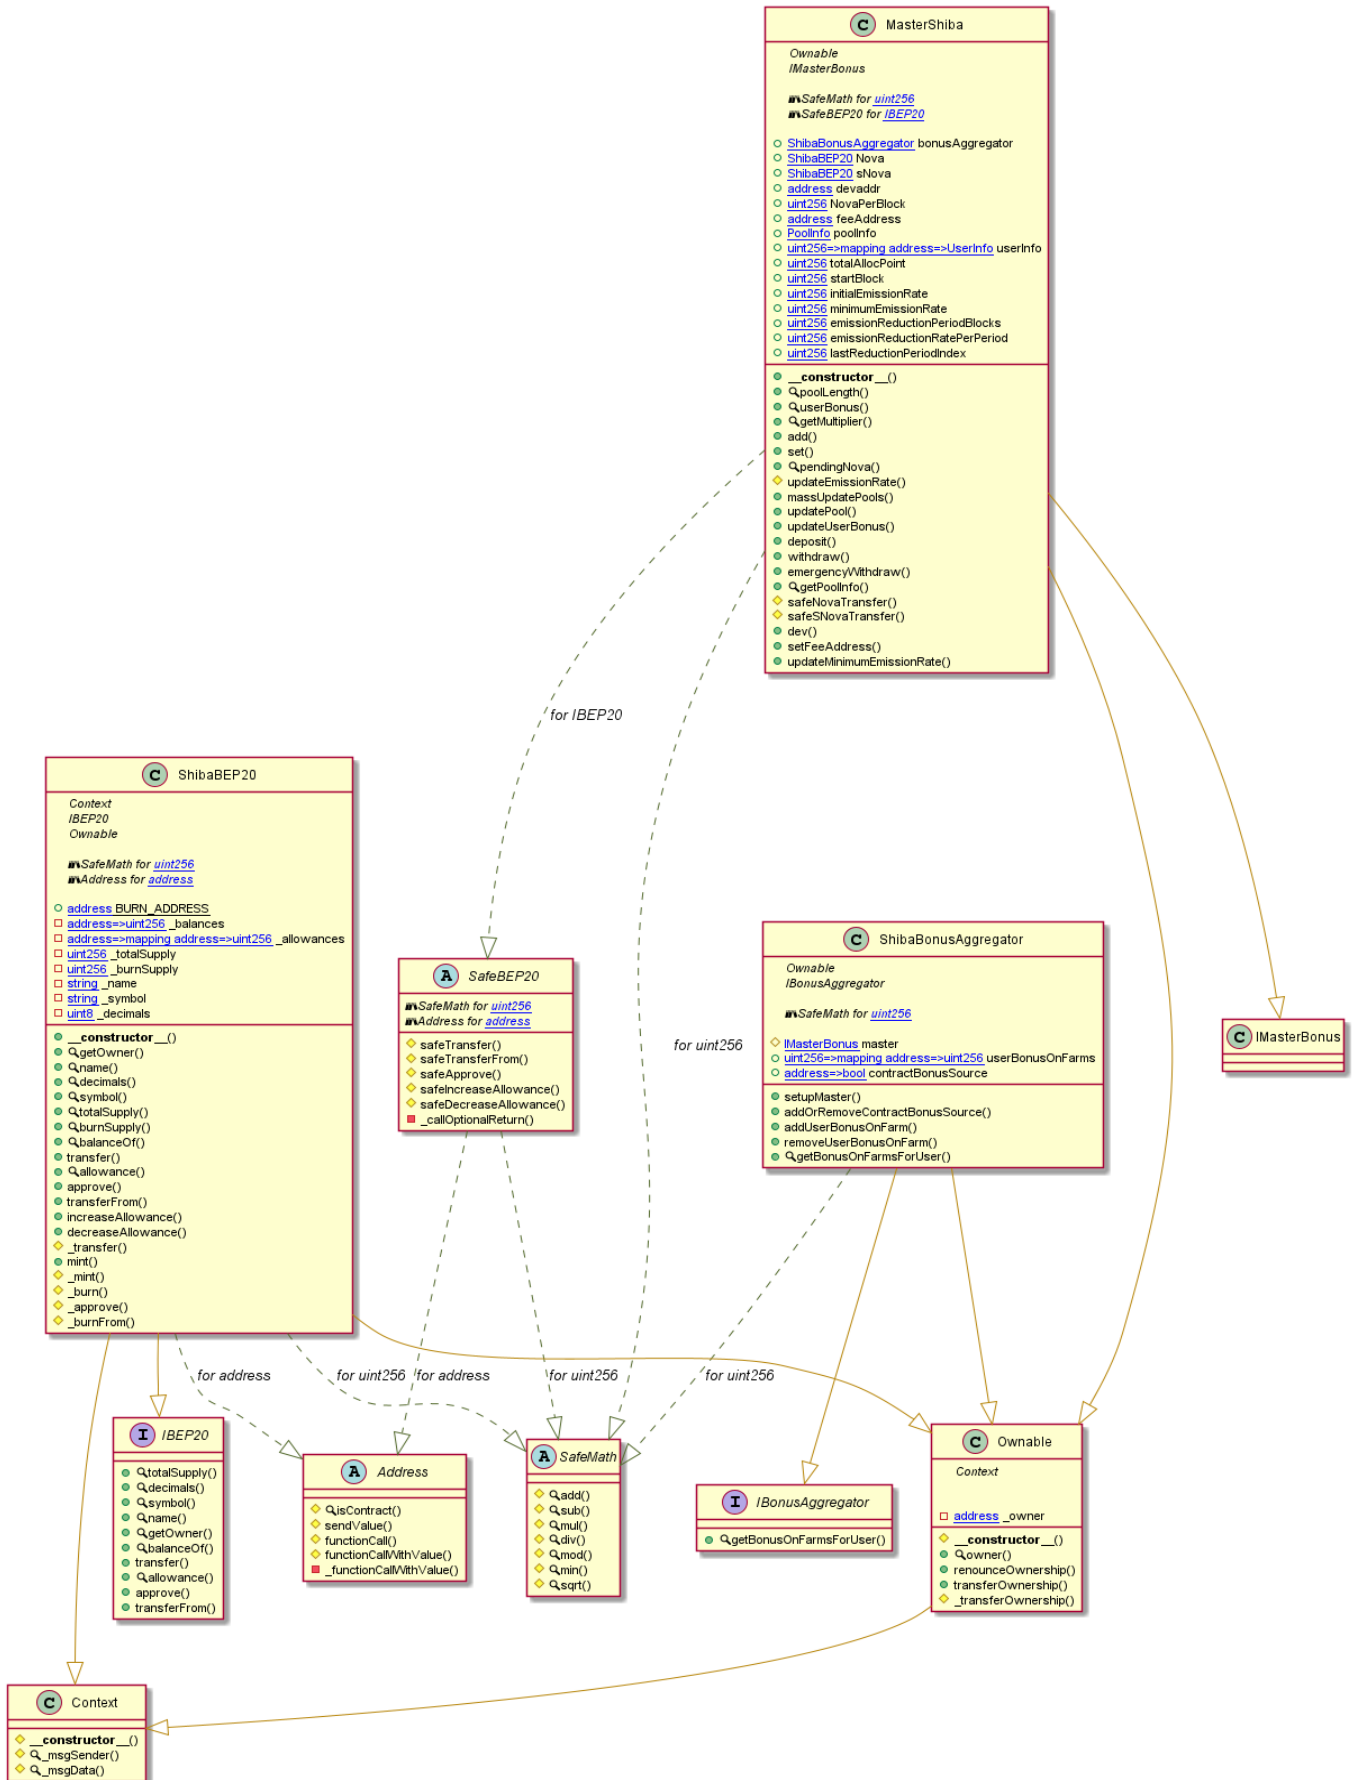 C MasterShiba
Ownable
IMasterBonus
SafeMath for uint256
SafeBEP20 for IBEP20
ShibaBonusAggregator bonusAggregator
ShibaBEP20 Nova
ShibaBEP20 sNova
address devaddr
uint256 NovaPerBlock
address feeAddress
PoolInfo poolInfo
uint256=>mapping address=>UserInfo userInfo
uint256 totalAllocPoint
uint256 startBlock
uint256 initialEmissionRate
uint256 minimumEmissionRate
uint256 emissionReductionPeriodBlocks
uint256 emissionReductionRatePerPeriod
uint256 lastReductionPeriodIndex
__constructor__()
poolLength()
userBonus()
getMultiplier()
add()
set()
pendingNova()
updateEmissionRate()
massUpdatePools()
updatePool()
updateUserBonus()
deposit()
withdraw()
emergencyWithdraw()
getPoolInfo()
safeNovaTransfer()
safeSNovaTransfer()
dev()
setFeeAddress()
updateMinimumEmissionRate()
for IBEP20
C ShibaBEP20
Context
IBEP20
Ownable
SafeMath for uint256
Address for address
address BURN_ADDRESS
address=>uint256 _balances
address=>mapping address=>uint256 _allowances
uint256 _totalSupply
uint256 _burnSupply
string _name
string _symbol
uint8 _decimals
__constructor__()
getOwner()
name()
decimals()
symbol()
totalSupply()
burnSupply()
balanceOf()
transfer()
allowance()
approve()
transferFrom()
increaseAllowance()
decreaseAllowance()
_transfer()
mint()
_mint()
_burn()
_approve()
_burnFrom()
A SafeBEP20
SafeMath for uint256
Address for address
safeTransfer()
safeTransferFrom()
safeApprove()
safeIncreaseAllowance()
safeDecreaseAllowance()
_callOptionalReturn()
for uint256
C ShibaBonusAggregator
Ownable
IBonusAggregator
SafeMath for uint256
IMasterBonus master
uint256=>mapping address=>uint256 userBonusOnFarms
address=>bool contractBonusSource
setupMaster()
addOrRemoveContractBonusSource()
addUserBonusOnFarm()
removeUserBonusOnFarm()
getBonusOnFarmsForUser()
C IMasterBonus
for address
for uint256
for address
for uint256
for uint256
I IBEP20
totalSupply()
decimals()
symbol()
name()
getOwner()
balanceOf()
transfer()
allowance()
approve()
transferFrom()
A Address
isContract()
sendValue()
functionCall()
functionCallWithValue()
_functionCallWithValue()
A SafeMath
add()
sub()
mul()
div()
mod()
min()
sqrt()
I IBonusAggregator
getBonusOnFarmsForUser()
C Ownable
Context
address _owner
__constructor__()
owner()
renounceOwnership()
transferOwnership()
_transferOwnership()
C Context
__constructor__()
_msgSender()
_msgData()